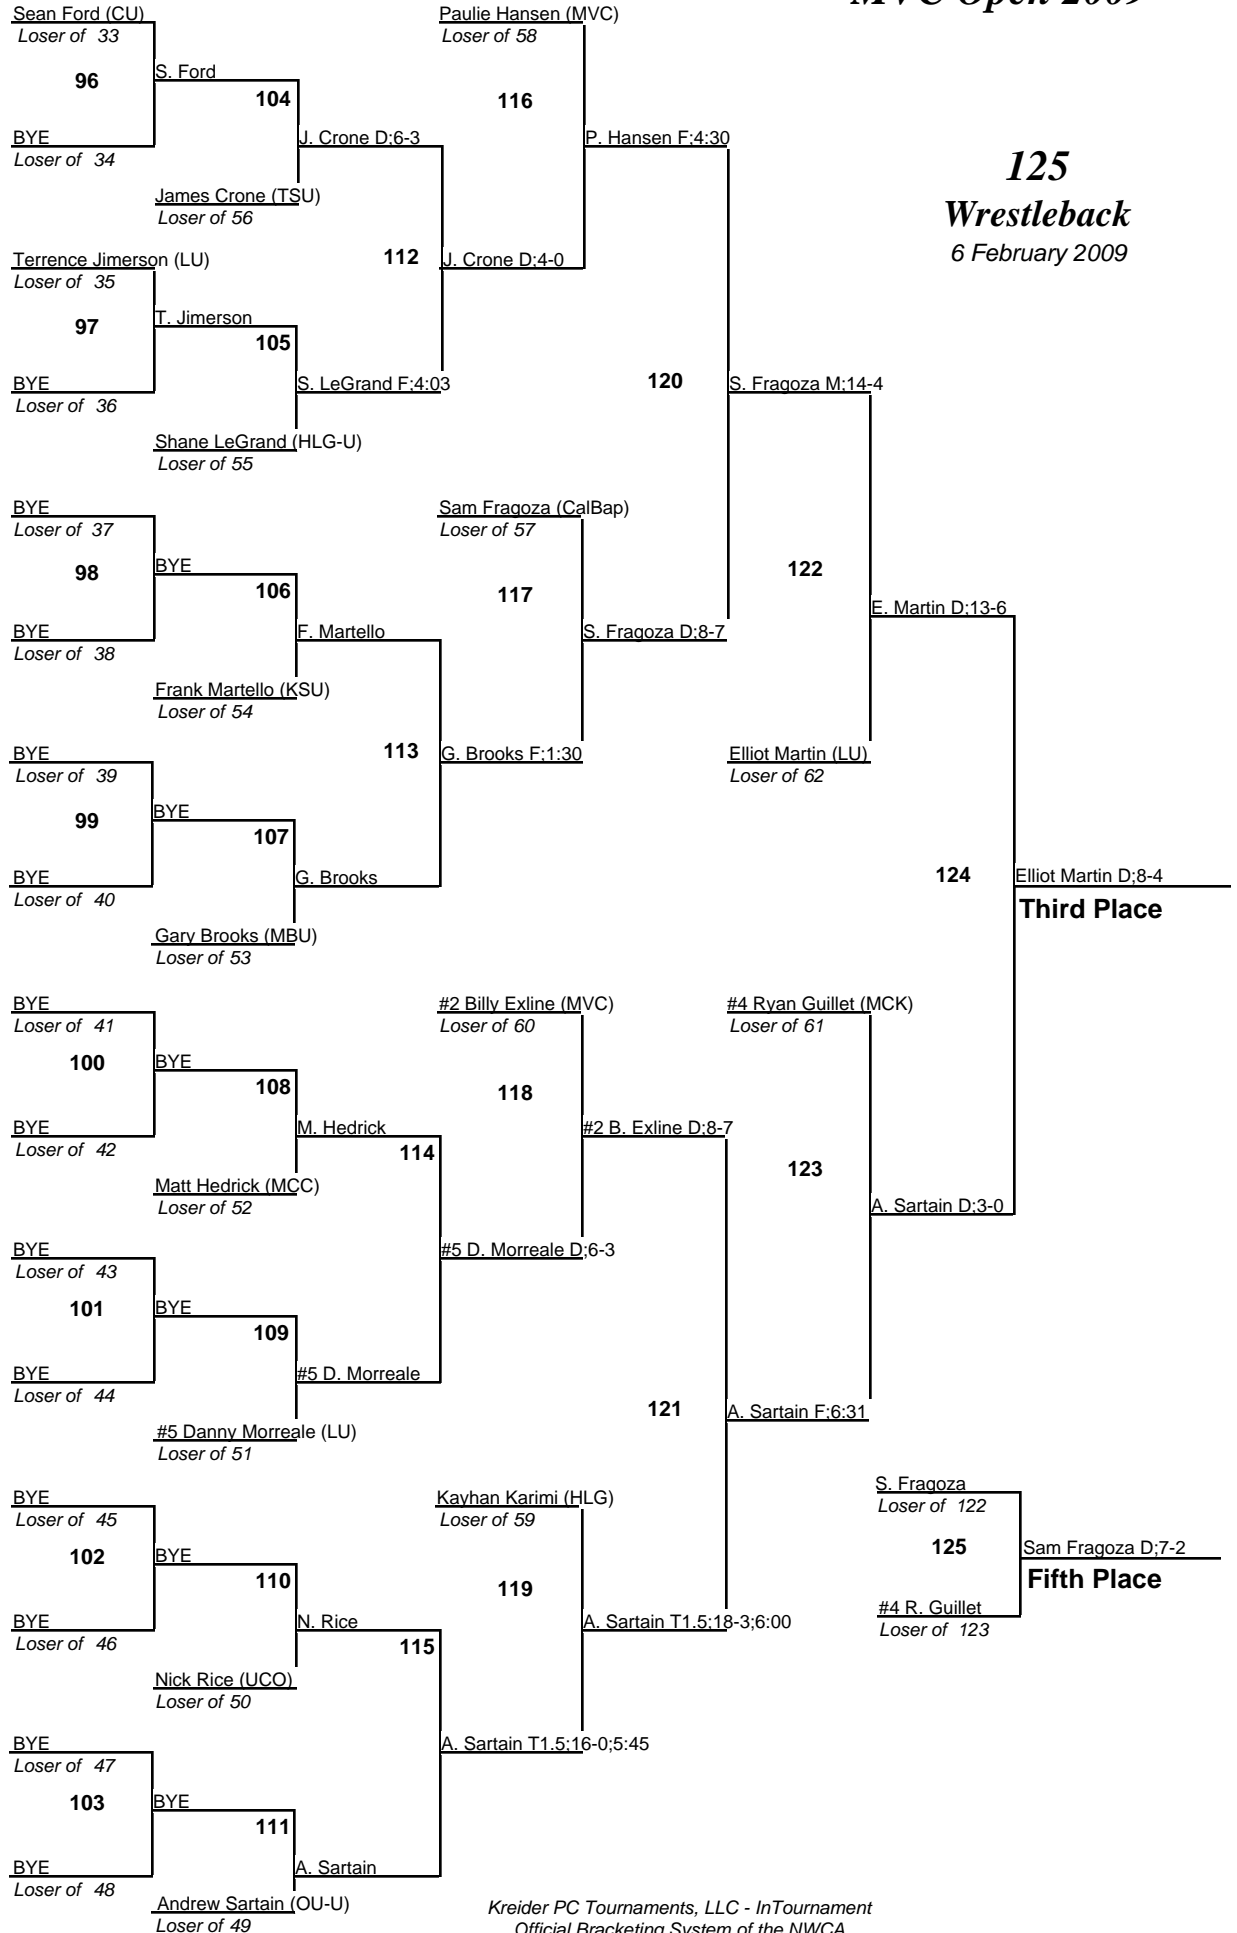 MVC Open 2009
125
Wrestleback
6 February 2009
Sean Ford (CU)
Loser of 33
96
BYE
Loser of 34
S. Ford
104
James Crone (TSU)
Loser of 56
J. Crone D;6-3
Terrence Jimerson (LU)
Loser of 35
97
BYE
Loser of 36
T. Jimerson
105
Shane LeGrand (HLG-U)
Loser of 55
S. LeGrand F;4:03
112
J. Crone D;4-0
Paulie Hansen (MVC)
Loser of 58
116
P. Hansen F;4:30
BYE
Loser of 37
98
BYE
Loser of 38
BYE
106
Frank Martello (KSU)
Loser of 54
F. Martello
BYE
Loser of 39
99
BYE
Loser of 40
BYE
107
Gary Brooks (MBU)
Loser of 53
G. Brooks
113
G. Brooks F;1:30
Sam Fragoza (CalBap)
Loser of 57
117
S. Fragoza D;8-7
120
S. Fragoza M;14-4
122
Elliot Martin (LU)
Loser of 62
E. Martin D;13-6
BYE
Loser of 41
100
BYE
Loser of 42
BYE
108
Matt Hedrick (MCC)
Loser of 52
M. Hedrick
BYE
Loser of 43
101
BYE
Loser of 44
BYE
109
#5 Danny Morreale (LU)
Loser of 51
#5 D. Morreale
114
#5 D. Morreale D;6-3
#2 Billy Exline (MVC)
Loser of 60
118
#2 B. Exline D;8-7
BYE
Loser of 45
102
BYE
Loser of 46
BYE
110
Nick Rice (UCO)
Loser of 50
N. Rice
BYE
Loser of 47
103
BYE
Loser of 48
BYE
111
Andrew Sartain (OU-U)
Loser of 49
A. Sartain
115
A. Sartain T1.5;16-0;5:45
Kayhan Karimi (HLG)
Loser of 59
119
A. Sartain T1.5;18-3;6:00
121
A. Sartain F;6:31
#4 Ryan Guillet (MCK)
Loser of 61
123
A. Sartain D;3-0
124
Elliot Martin D;8-4
Third Place
S. Fragoza
Loser of 122
125
#4 R. Guillet
Loser of 123
Sam Fragoza D;7-2
Fifth Place
Kreider PC Tournaments, LLC - InTournament
Official Bracketing System of the NWCA